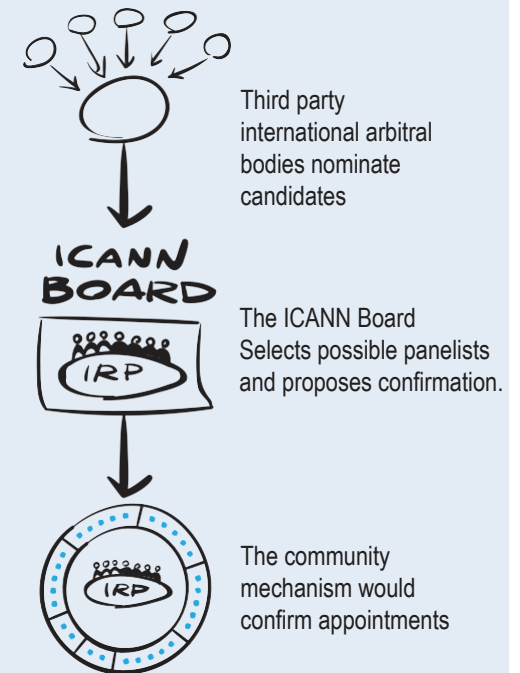 Third party
international arbitral
bodies nominate
candidates
ICANN
BOARD
IRP
The ICANN Board
Selects possible panelists
and proposes confirmation.
IRP
The community
mechanism would
confirm appointments